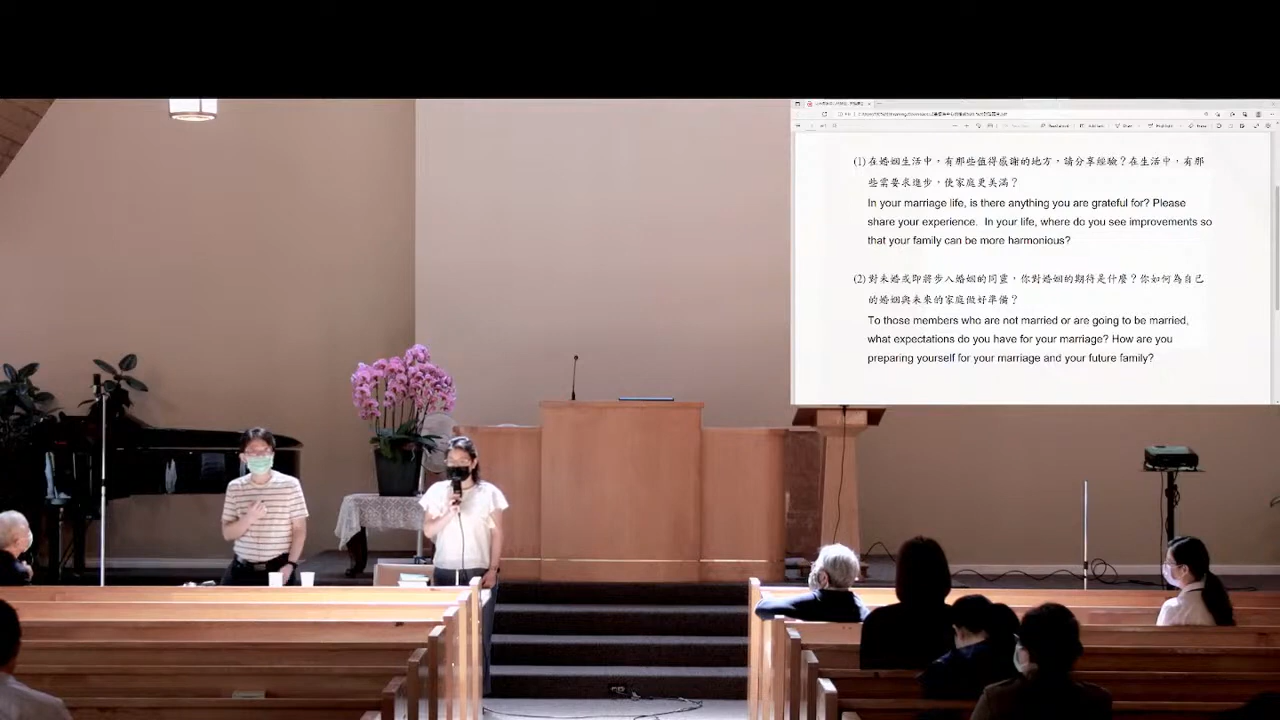 (1) 在婚姻生活中，有那些值得感謝的地方，請分享經驗？在生活中，有那
些需要求進步，使家庭更美滿？
In your marriage life, is there anything you are grateful for? Please
share your experience.  In your life, where do you see improvements so
that your family can be more harmonious?
(2) 對未婚或即將步入婚姻的同靈，你對婚姻的期待是什麼？你如何為自己
的婚姻與未來的家庭做好準備？
To those members who are not married or are going to be married,
what expectations do you have for your marriage? How are you
preparing yourself for your marriage and your future family?